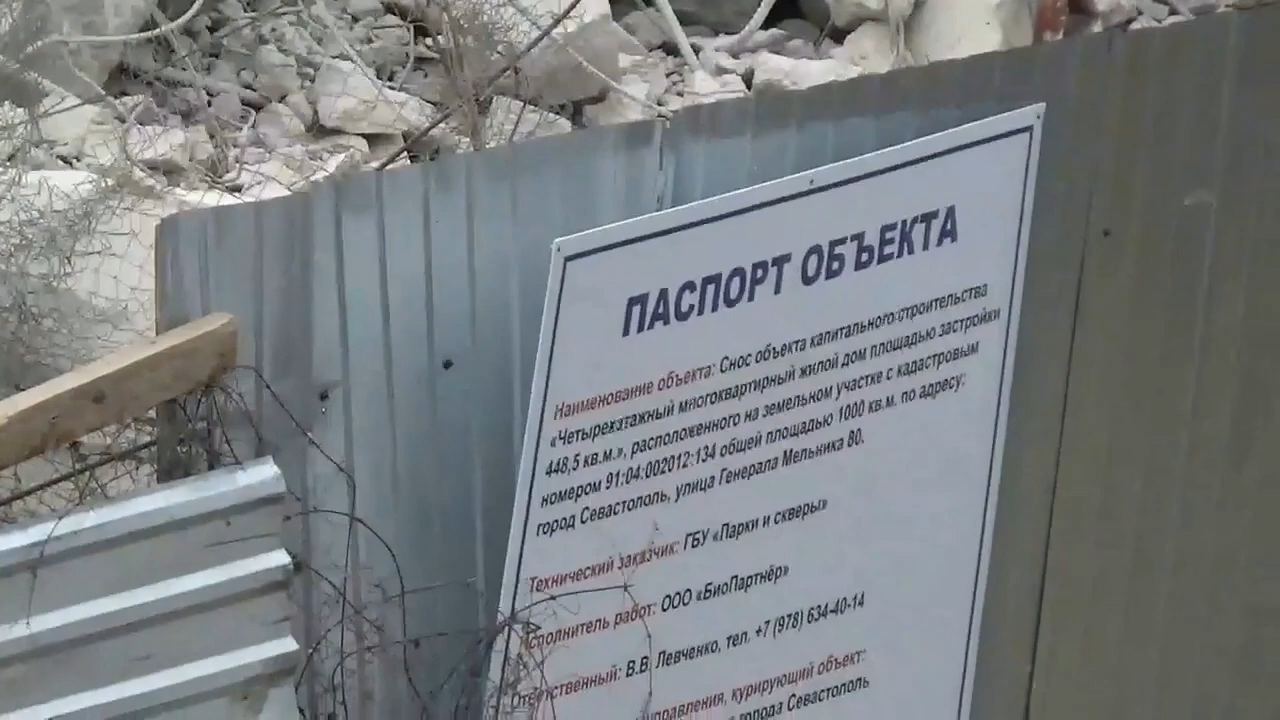 ПАСПОРТ ОБЪЕКТА
Наименование объекта: Снос объекта капитального строительства
«Четырехэтажный многоквартирный жилой дом площадью застройки
448,5 кв.м.», расположенного на земельном участке с кадастровым
номером 91:04:002012:134 общей площадью 1000 кв.м. по адресу:
город Севастополь, улица Генерала Мельника 80.
Технический заказчик: ГБУ «Парки и скверы»
Исполнитель работ: ООО «БиоПартнёр»
Ответственный: В.В. Левченко, тел. +7 (978) 634-40-14
управления, курирующий объект:
города Севастополь